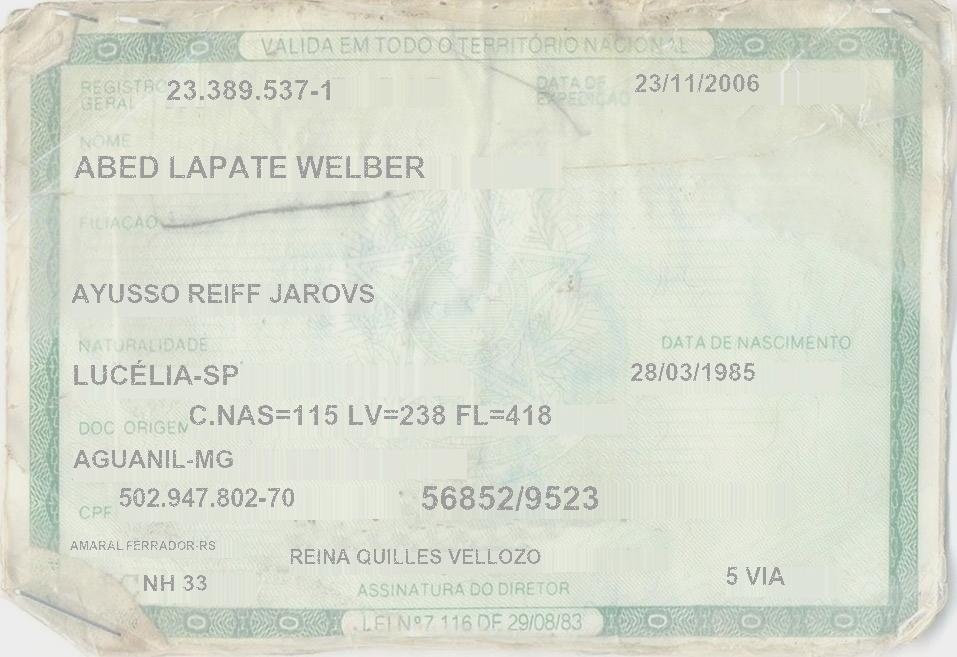 VALIDA EM TODO O TERRITÓRIO NACIONAL
REGISTRO GERAL 23.389.537-1 DATA DE EXPEDIÇÃO 23/11/2006
NOME
ABED LAPATE WELBER
FILIAÇÃO
AYUSSO REIFF JAROVS
NATURALIDADE DATA DE NASCIMENTO
LUCÉLIA-SP 28/03/1985
DOC ORIGEM C.NAS=115 LV=238 FL=418
AGUANIL-MG
CPF 502.947.802-70 56852/9523
AMARAL FERRADOR-RS
REINA QUILLES VELLOZO
NH 33 5 VIA
ASSINATURA DO DIRETOR
LEI Nº 7.116 DE 29/08/83